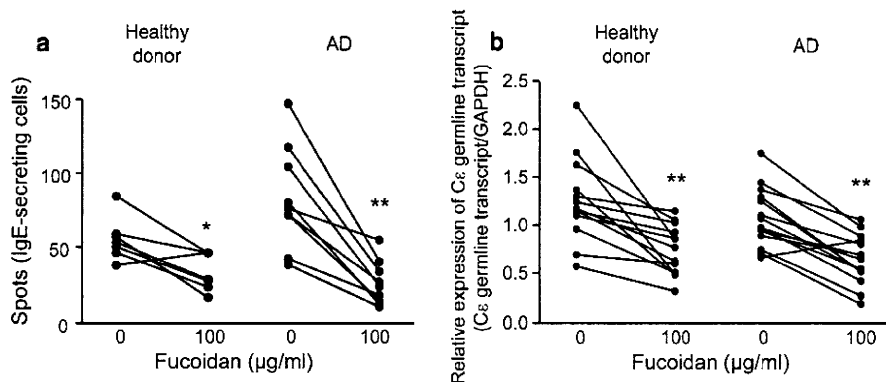 a
Healthy
donor
AD
Spots (IgE-secreting cells)
150
100
50
0
*
**
0 100 0 100
Fucoidan (µg/ml)
b
Healthy
donor
AD
Relative expression of Cε germline transcript
(Cε germline transcript/GAPDH)
2.5
2.0
1.5
1.0
0.5
0.0
**
**
0 100 0 100
Fucoidan (µg/ml)